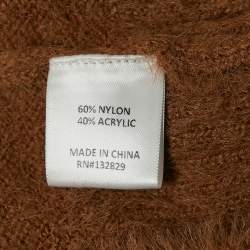 60% NYLON
40% ACRYLIC
MADE IN CHINA
RN#132829